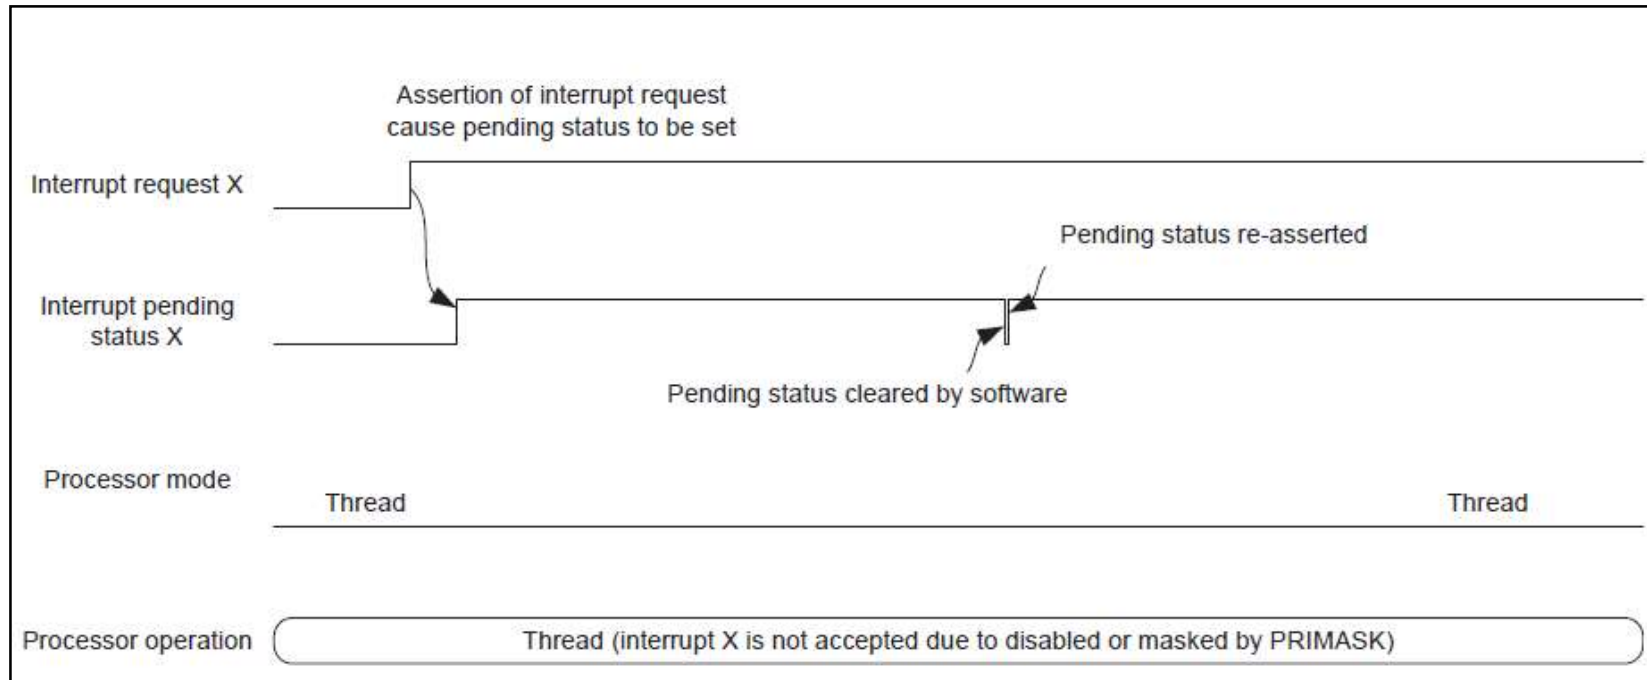 Assertion of interrupt request
cause pending status to be set
Interrupt request X
Pending status re-asserted
Interrupt pending
status X
Pending status cleared by software
Processor mode
Thread
Thread
Processor operation
Thread (interrupt X is not accepted due to disabled or masked by PRIMASK)